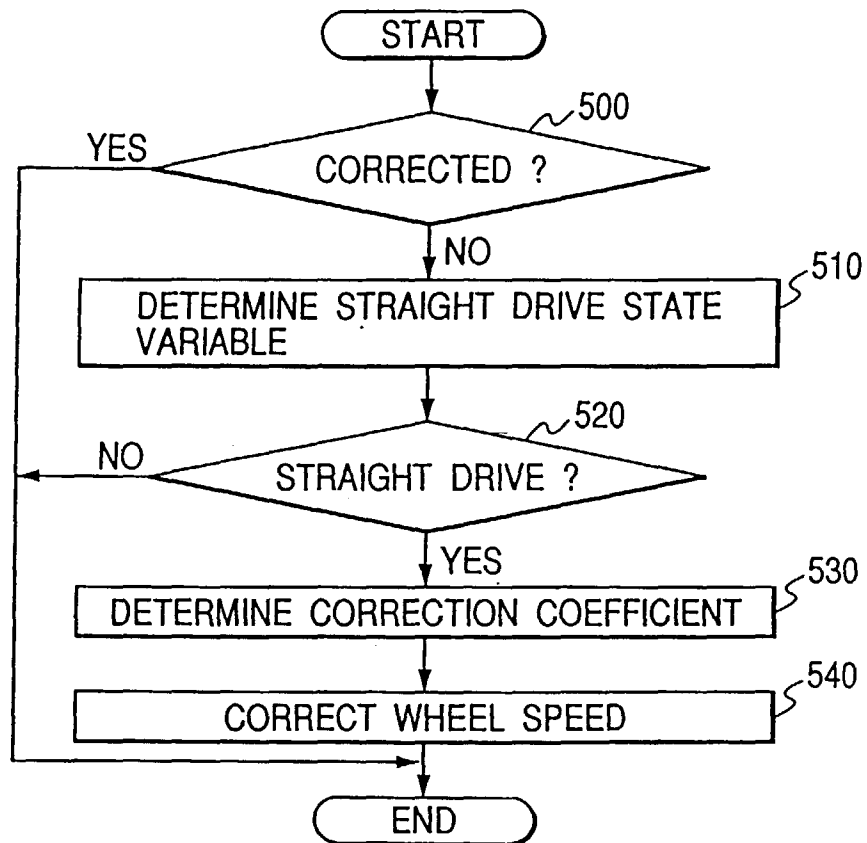 START
500
YES
CORRECTED ?
NO
510
DETERMINE STRAIGHT DRIVE STATE
VARIABLE
520
NO
STRAIGHT DRIVE ?
YES
530
DETERMINE CORRECTION COEFFICIENT
540
CORRECT WHEEL SPEED
END